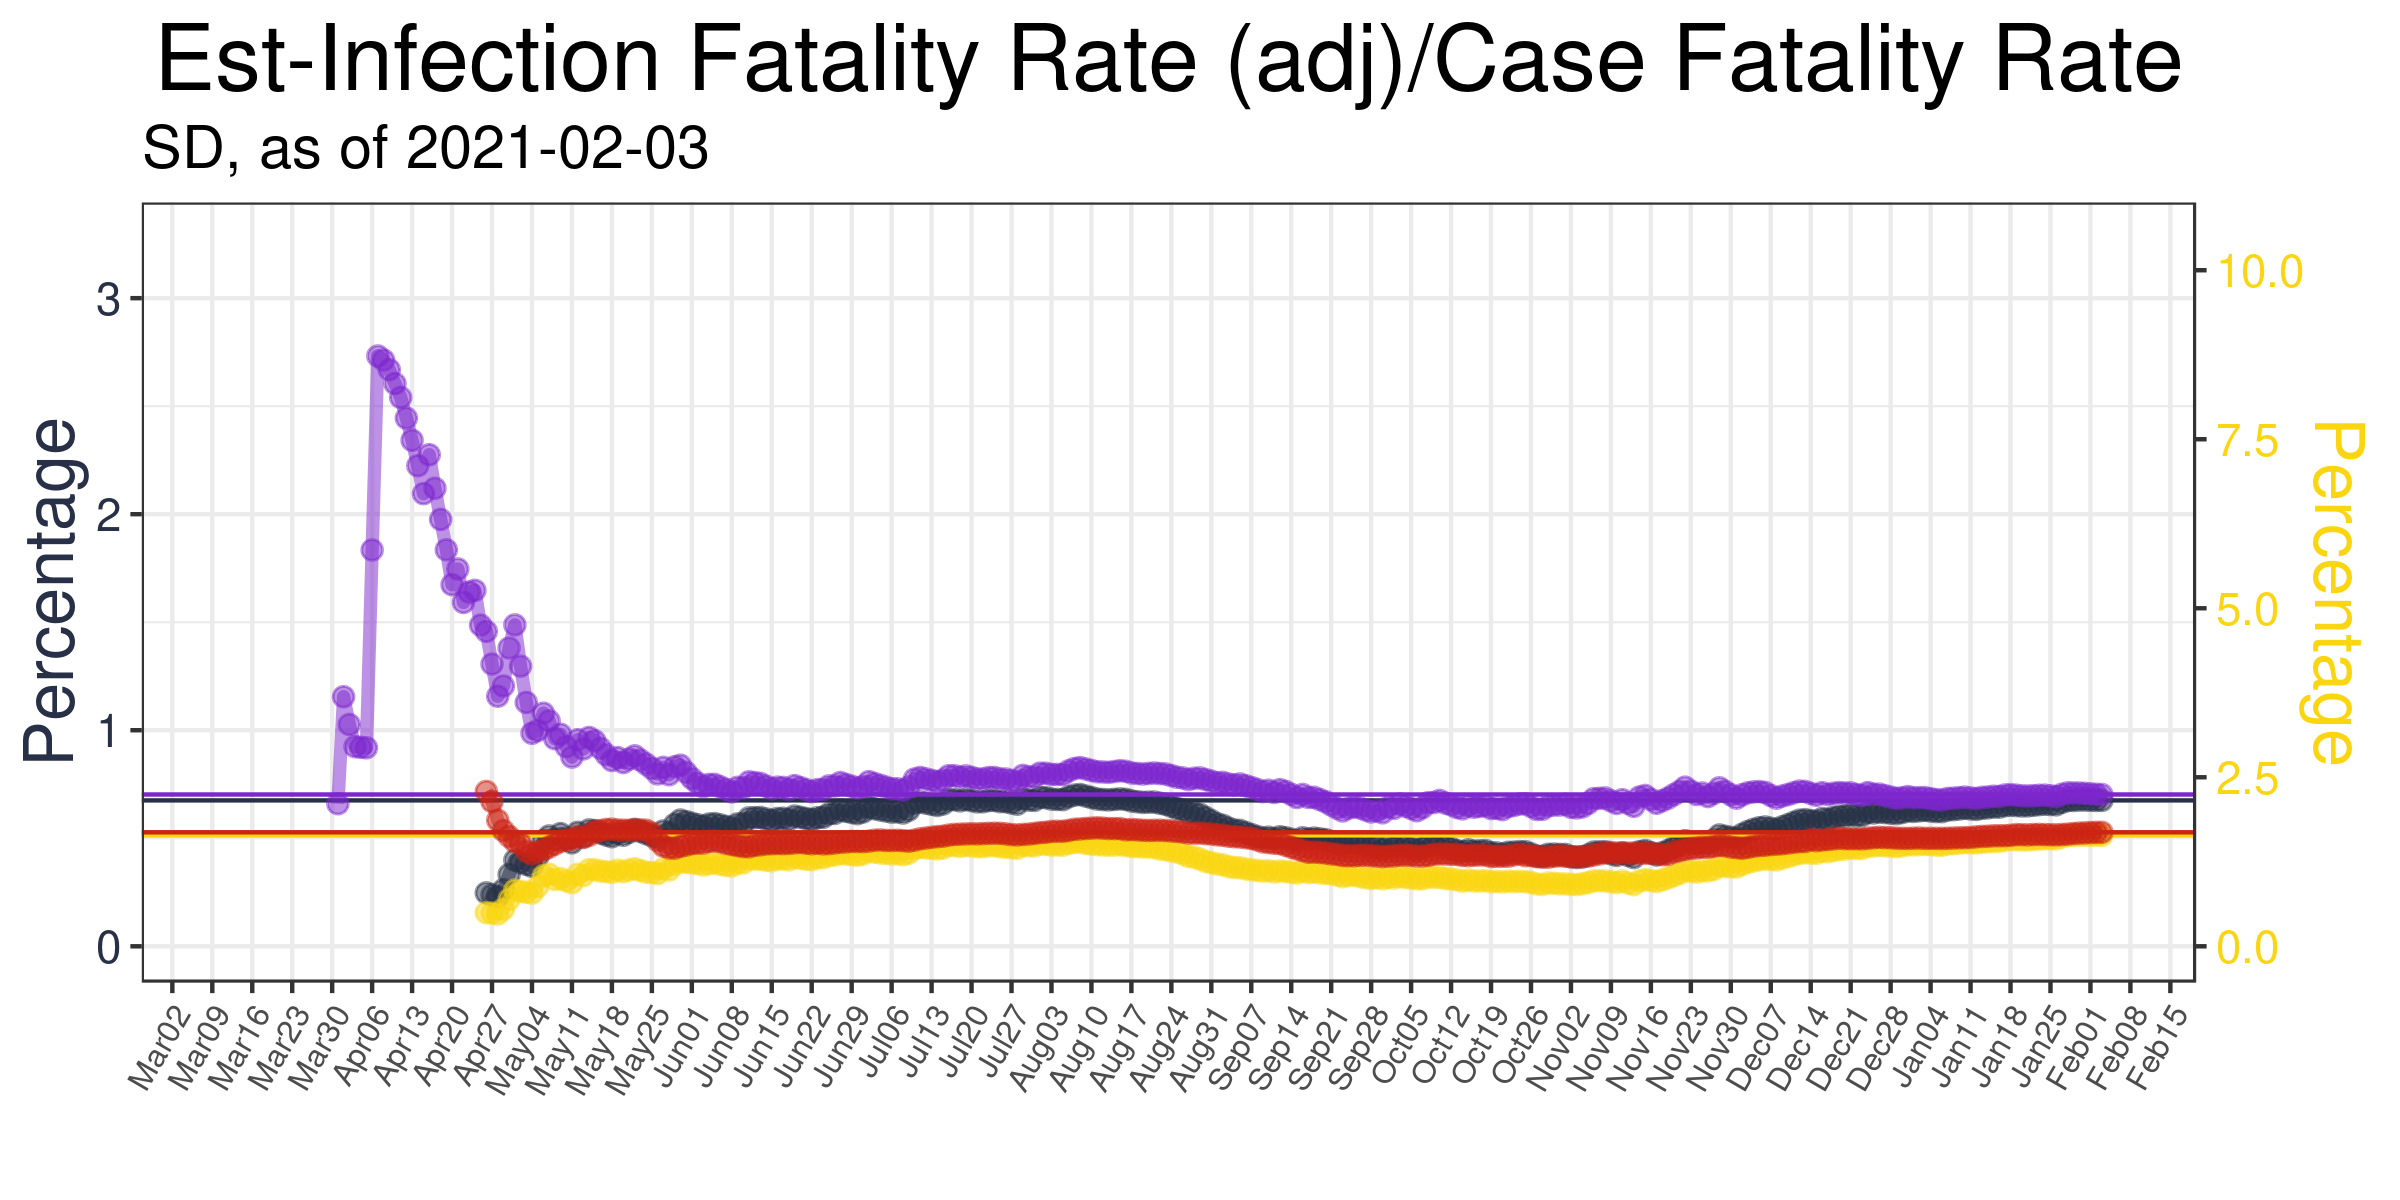 Est-Infection Fatality Rate (adj)/Case Fatality Rate
SD, as of 2021-02-03
Percentage
3
2
1
0
10.0
7.5
5.0
2.5
0.0
Percentage
Mar02
Mar09
Mar16
Mar23
Mar30
Apr06
Apr13
Apr20
Apr27
May04
May11
May18
May25
Jun01
Jun08
Jun15
Jun22
Jun29
Jul06
Jul13
Jul20
Jul27
Aug03
Aug10
Aug17
Aug24
Aug31
Sep07
Sep14
Sep21
Sep28
Oct05
Oct12
Oct19
Oct26
Nov02
Nov09
Nov16
Nov23
Nov30
Dec07
Dec14
Dec21
Dec28
Jan04
Jan11
Jan18
Jan25
Feb01
Feb08
Feb15